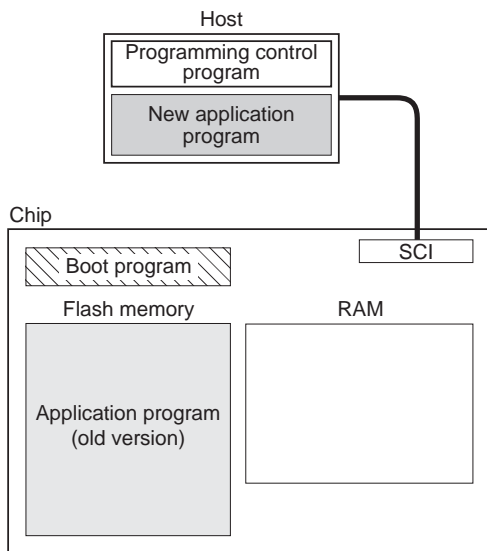 Host
Programming control
program
New application
program
Chip
SCI
Boot program
Flash memory
RAM
Application program
(old version)